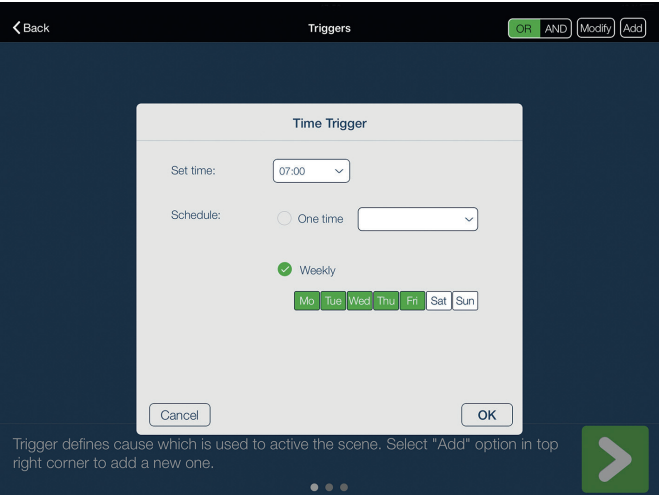 Back Triggers OR AND Modify Add
Time Trigger
Set time: 07:00
Schedule: One time
Weekly
Mo Tue Wed Thu Fri Sat Sun
Cancel OK
Trigger defines cause which is used to active the scene. Select "Add" option in top
right corner to add a new one.